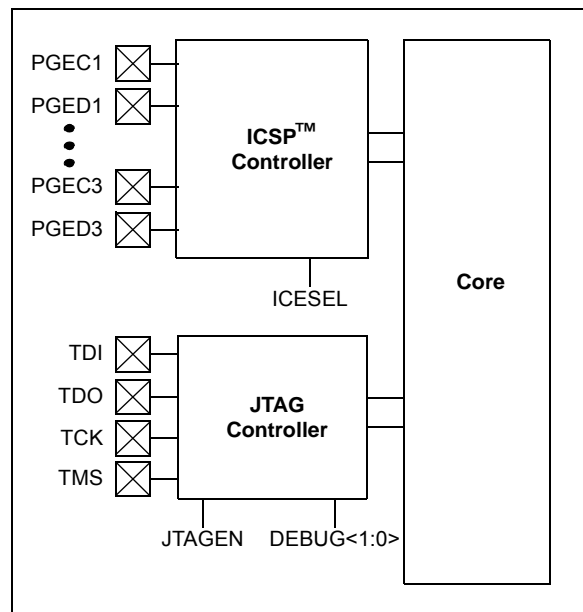 PGEC1
PGED1
PGEC3
PGED3
ICSP™
Controller
ICESEL
Core
TDI
TDO
TCK
TMS
JTAG
Controller
JTAGEN
DEBUG<1:0>